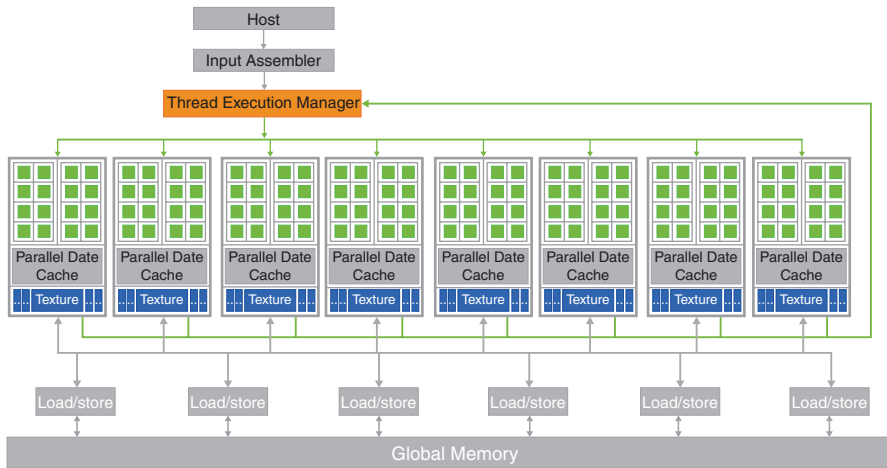 Host
Input Assembler
Thread Execution Manager
Parallel Date
Cache
Parallel Date
Cache
Parallel Date
Cache
Parallel Date
Cache
Parallel Date
Cache
Parallel Date
Cache
Parallel Date
Cache
Parallel Date
Cache
.. .. Texture .. ..
.. .. Texture .. ..
.. .. Texture .. ..
.. .. Texture .. ..
.. .. Texture .. ..
.. .. Texture .. ..
.. .. Texture .. ..
.. .. Texture .. ..
Load/store
Load/store
Load/store
Load/store
Load/store
Load/store
Global Memory